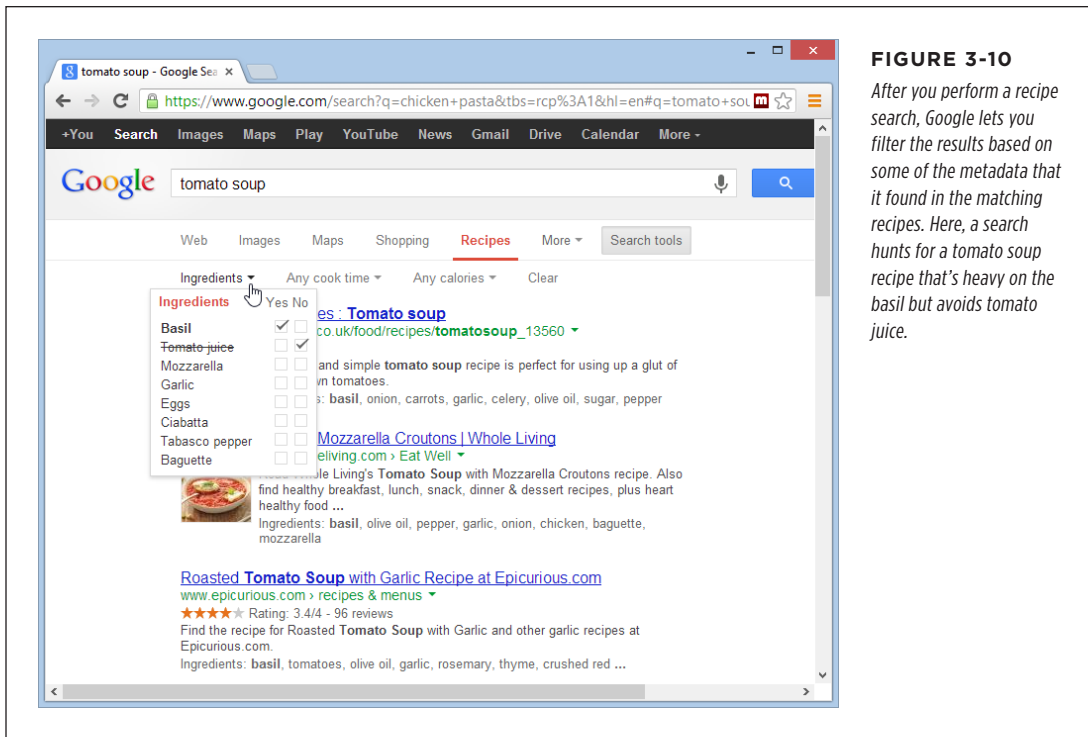 tomato soup - Google Sea
https://www.google.com/search?q=chicken+pasta&tbs=rcp%3A1&hl=en#q=tomato+sou
+You Search Images Maps Play YouTube News Gmail Drive Calendar More
Google tomato soup
Web Images Maps Shopping Recipes More Search tools
Ingredients Any cook time Any calories Clear
Ingredients Yes No
Basil
Tomato juice
Mozzarella
Garlic
Eggs
Ciabatta
Tabasco pepper
Baguette
es : Tomato soup
co.uk/food/recipes/tomatosoup_13560
and simple tomato soup recipe is perfect for using up a glut of
vn tomatoes.
s: basil, onion, carrots, garlic, celery, olive oil, sugar, pepper
Mozzarella Croutons | Whole Living
eliving.com › Eat Well
Whole Living's Tomato Soup with Mozzarella Croutons recipe. Also
find healthy breakfast, lunch, snack, dinner & dessert recipes, plus heart
healthy food ...
Ingredients: basil, olive oil, pepper, garlic, onion, chicken, baguette,
mozzarella
Roasted Tomato Soup with Garlic Recipe at Epicurious.com
www.epicurious.com › recipes & menus
Rating: 3.4/4 - 96 reviews
Find the recipe for Roasted Tomato Soup with Garlic and other garlic recipes at
Epicurious.com.
Ingredients: basil, tomatoes, olive oil, garlic, rosemary, thyme, crushed red ...
FIGURE 3-10
After you perform a recipe
search, Google lets you
filter the results based on
some of the metadata that
it found in the matching
recipes. Here, a search
hunts for a tomato soup
recipe that's heavy on the
basil but avoids tomato
juice.